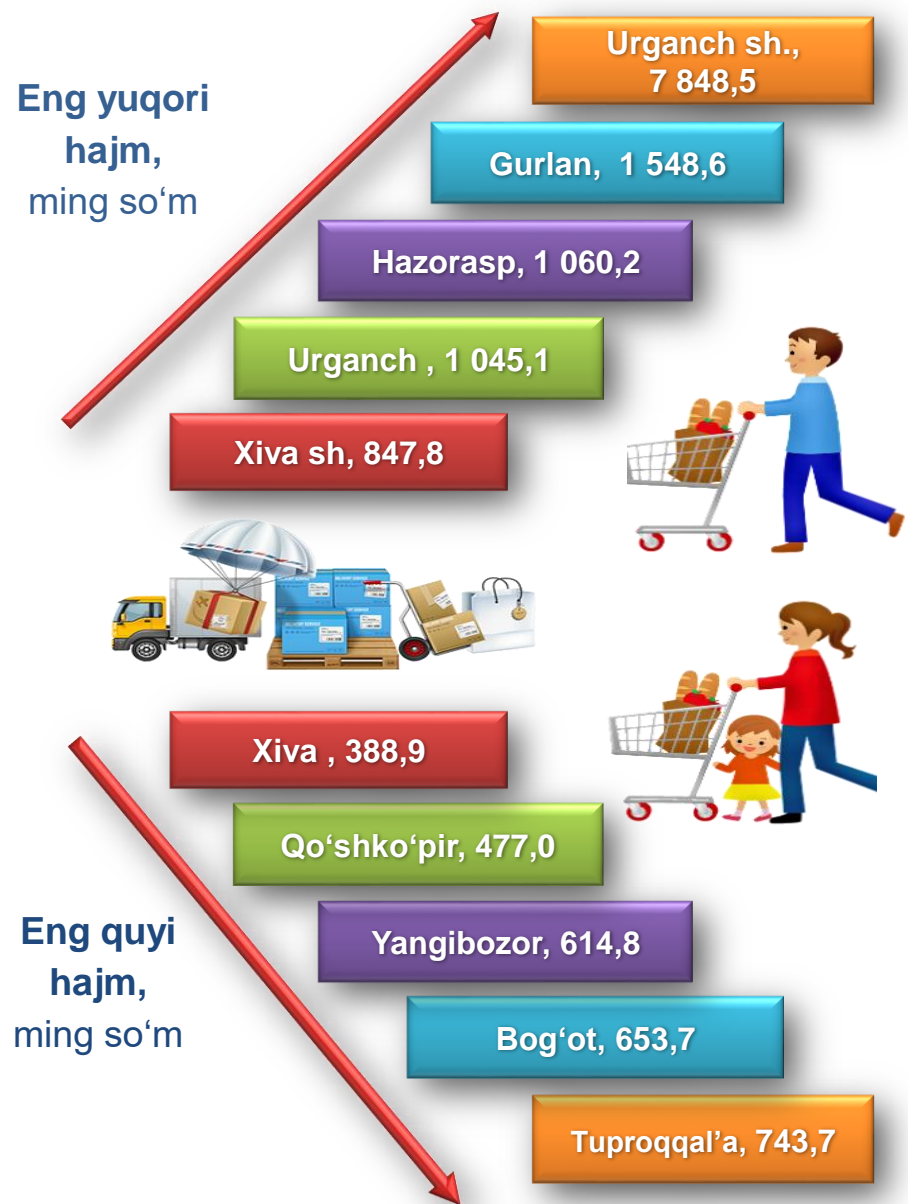 Eng yuqori
hajm,
ming so‘m
Urganch sh.,
7 848,5
Gurlan, 1 548,6
Hazorasp, 1 060,2
Urganch , 1 045,1
Xiva sh, 847,8
Xiva , 388,9
Qo‘shko‘pir, 477,0
Yangibozor, 614,8
Bog‘ot, 653,7
Tuproqqal’a, 743,7
Eng quyi
hajm,
ming so‘m